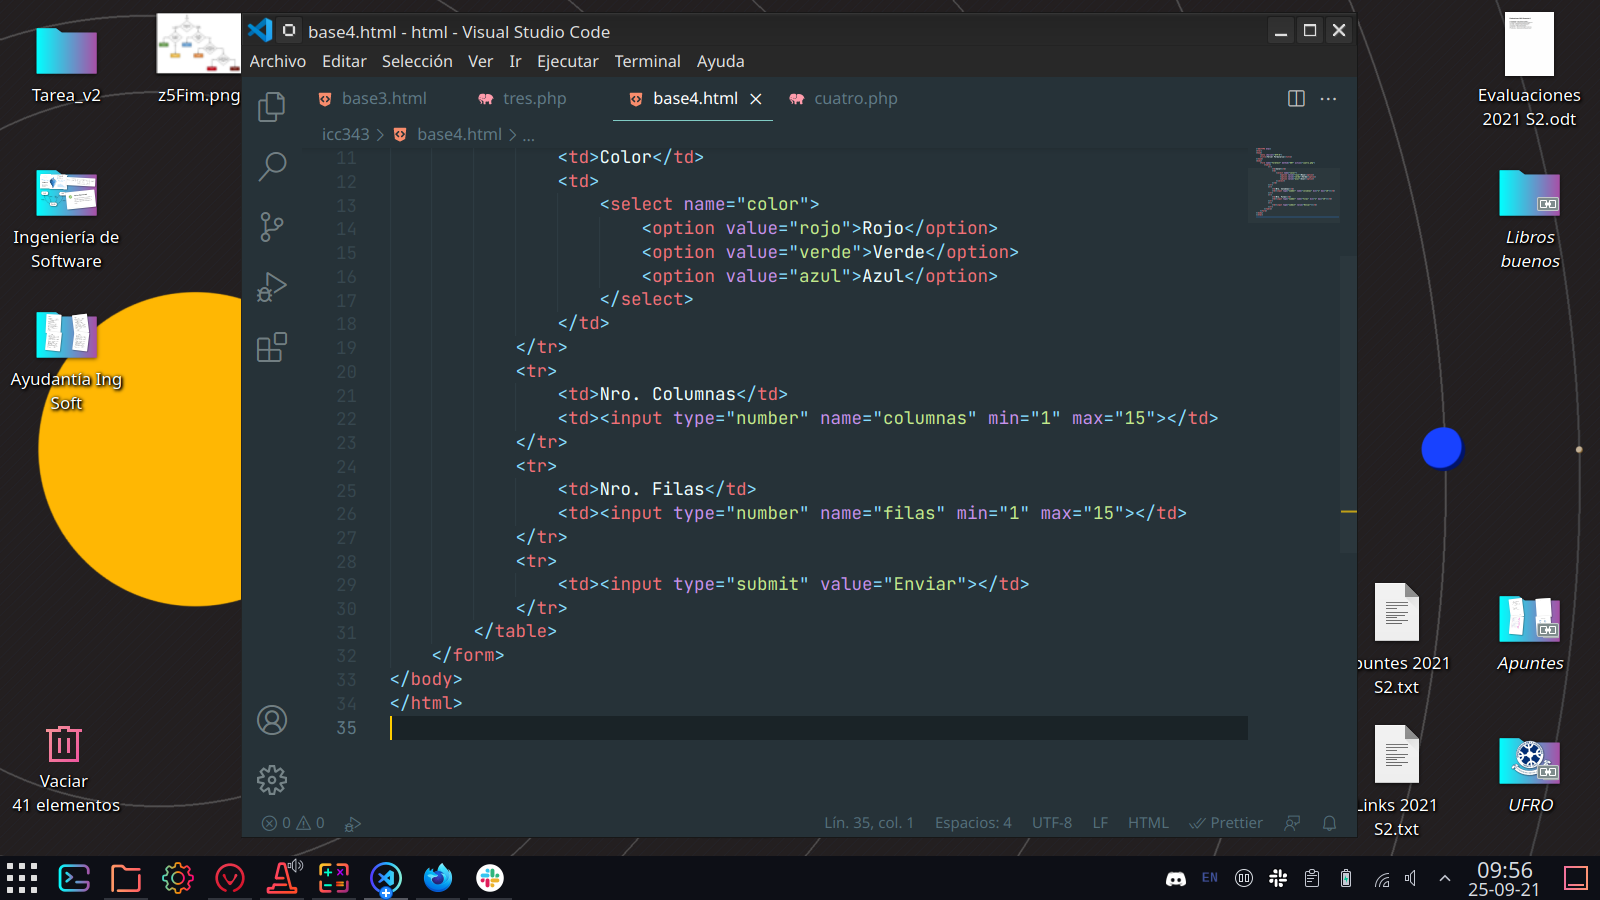 base4.html - html - Visual Studio Code
Archivo Editar Selección Ver Ir Ejecutar Terminal Ayuda
base3.html tres.php base4.html cuatro.php
icc343 > base4.html > ...
11 <td>Color</td>
12 <td>
13 <select name="color">
14 <option value="rojo">Rojo</option>
15 <option value="verde">Verde</option>
16 <option value="azul">Azul</option>
17 </select>
18 </td>
19 </tr>
20 <tr>
21 <td>Nro. Columnas</td>
22 <td><input type="number" name="columnas" min="1" max="15"></td>
23 </tr>
24 <tr>
25 <td>Nro. Filas</td>
26 <td><input type="number" name="filas" min="1" max="15"></td>
27 </tr>
28 <tr>
29 <td><input type="submit" value="Enviar"></td>
30 </tr>
31 </table>
32 </form>
33 </body>
34 </html>
35
0 0 Lín. 35, col. 1 Espacios: 4 UTF-8 LF HTML Prettier
Tarea_v2
z5Fim.png
Ingeniería de
Software
Ayudantía Ing
Soft
Vaciar
41 elementos
Evaluaciones
2021 S2.odt
Libros
buenos
puntes 2021
S2.txt
Apuntes
Links 2021
S2.txt
UFRO
EN
09:56
25-09-21